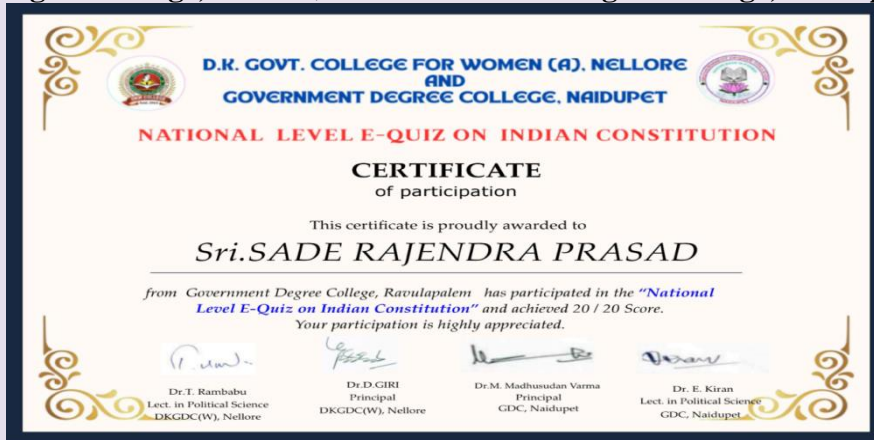 D.K. GOVT. COLLEGE FOR WOMEN (A), NELLORE
AND
GOVERNMENT DEGREE COLLEGE, NAIDUPET
NATIONAL LEVEL E-QUIZ ON INDIAN CONSTITUTION
CERTIFICATE
of participation
This certificate is proudly awarded to
Sri.SADE RAJENDRA PRASAD
from Government Degree College, Ravulapalem has participated in the “National
Level E-Quiz on Indian Constitution” and achieved 20 / 20 Score.
Your participation is highly appreciated.
Dr.T. Rambabu
Lect. in Political Science
DKGDC(W), Nellore
Dr.D.GIRI
Principal
DKGDC(W), Nellore
Dr.M. Madhusudan Varma
Principal
GDC, Naidupet
Dr. E. Kiran
Lect. in Political Science
GDC, Naidupet